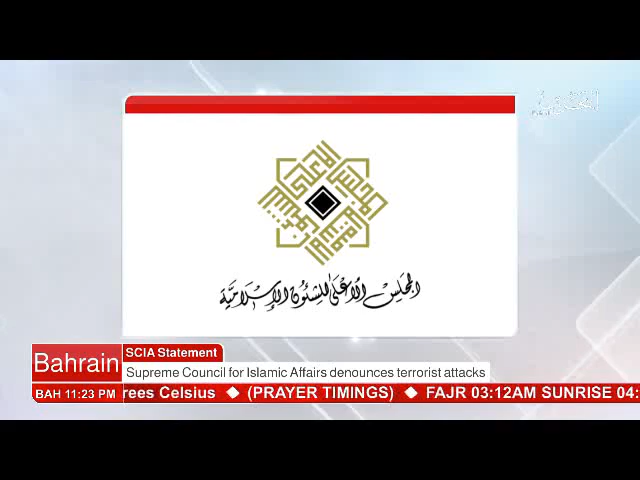 المجلس الأعلى للشئون الإسلامية
SCIA Statement
Bahrain
Supreme Council for Islamic Affairs denounces terrorist attacks
BAH 11:23 PM
rees Celsius ◆ (PRAYER TIMINGS) ◆ FAJR 03:12AM SUNRISE 04: